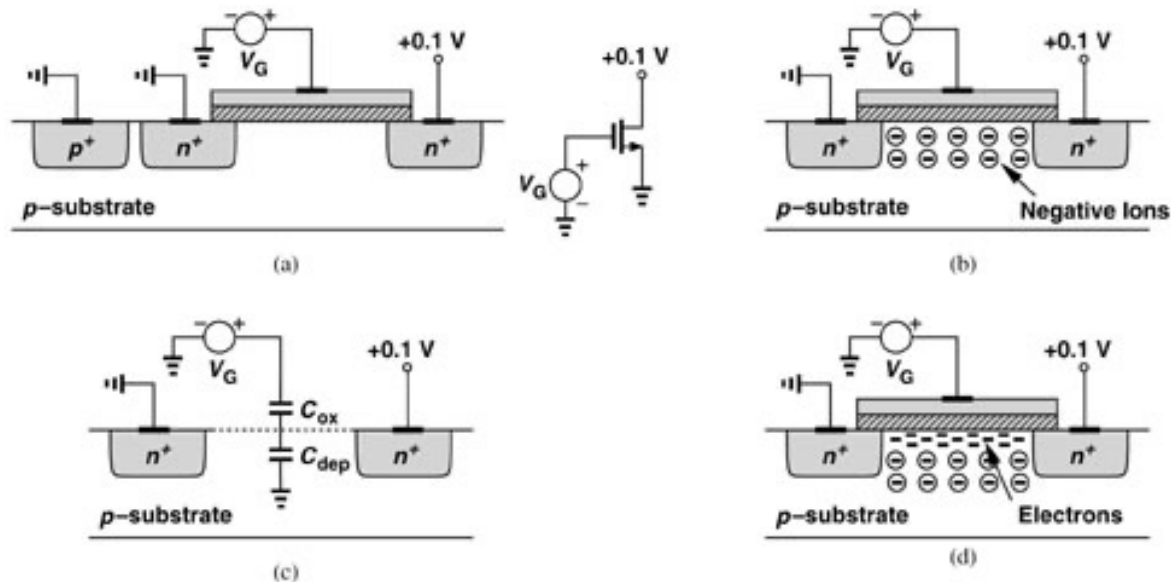 − +
V_G
+0.1 V
p+
n+
n+
p−substrate
(a)
+0.1 V
V_G
+
−
− +
V_G
+0.1 V
n+
n+
p−substrate
Negative Ions
(b)
− +
V_G
+0.1 V
C_ox
C_dep
n+
n+
p−substrate
(c)
− +
V_G
+0.1 V
n+
n+
p−substrate
Electrons
(d)